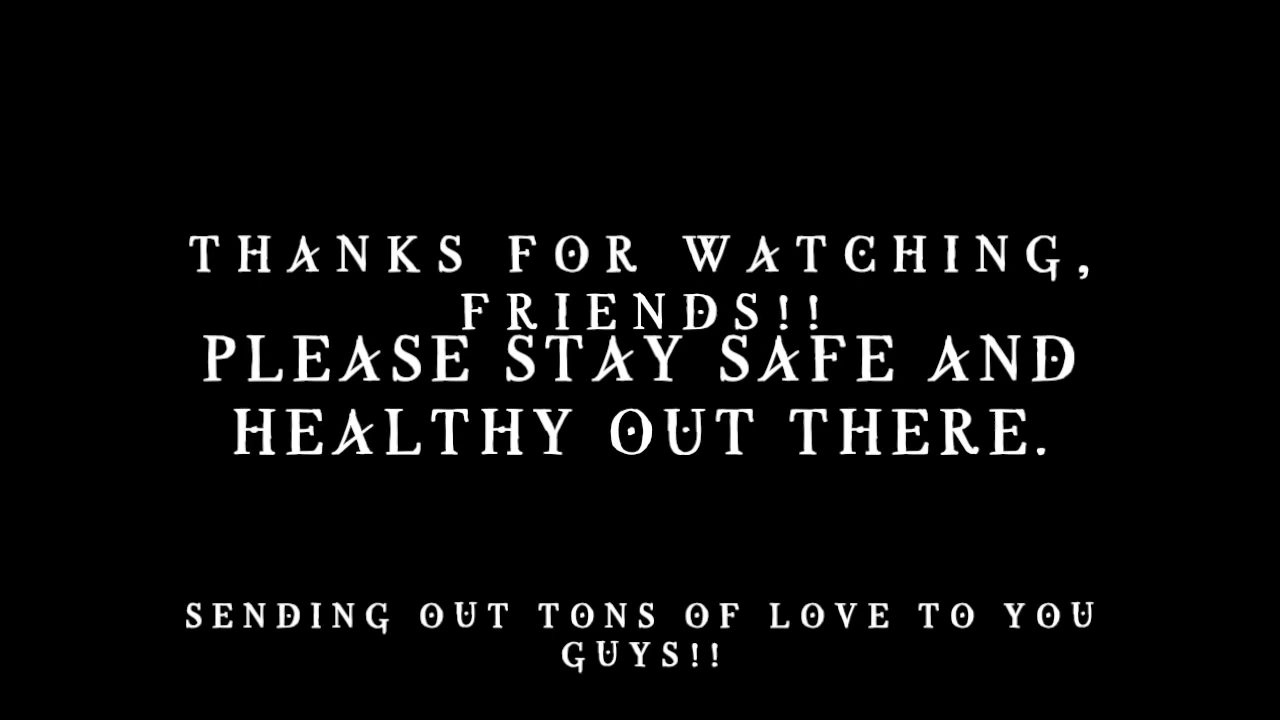 THANKS FOR WATCHING,
FRIENDS!!
PLEASE STAY SAFE AND
HEALTHY OUT THERE.
SENDING OUT TONS OF LOVE TO YOU
GUYS!!